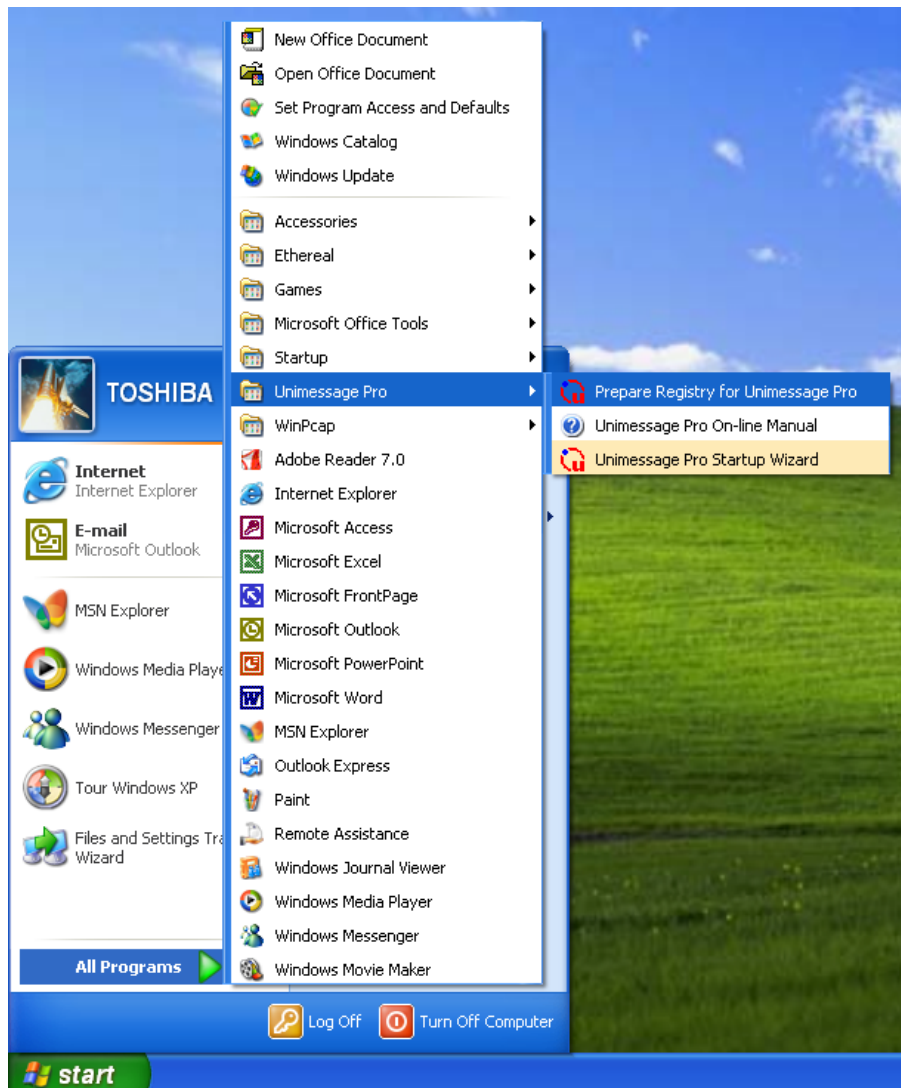 New Office Document
Open Office Document
Set Program Access and Defaults
Windows Catalog
Windows Update
Accessories
Ethereal
Games
Microsoft Office Tools
Startup
Unimessage Pro
WinPcap
Adobe Reader 7.0
Internet Explorer
Microsoft Access
Microsoft Excel
Microsoft FrontPage
Microsoft Outlook
Microsoft PowerPoint
Microsoft Word
MSN Explorer
Outlook Express
Paint
Remote Assistance
Windows Journal Viewer
Windows Media Player
Windows Messenger
Windows Movie Maker
Prepare Registry for Unimessage Pro
Unimessage Pro On-line Manual
Unimessage Pro Startup Wizard
TOSHIBA
Internet
Internet Explorer
E-mail
Microsoft Outlook
MSN Explorer
Windows Media Playe
Windows Messenger
Tour Windows XP
Files and Settings Tra
Wizard
All Programs
Log Off
Turn Off Computer
start